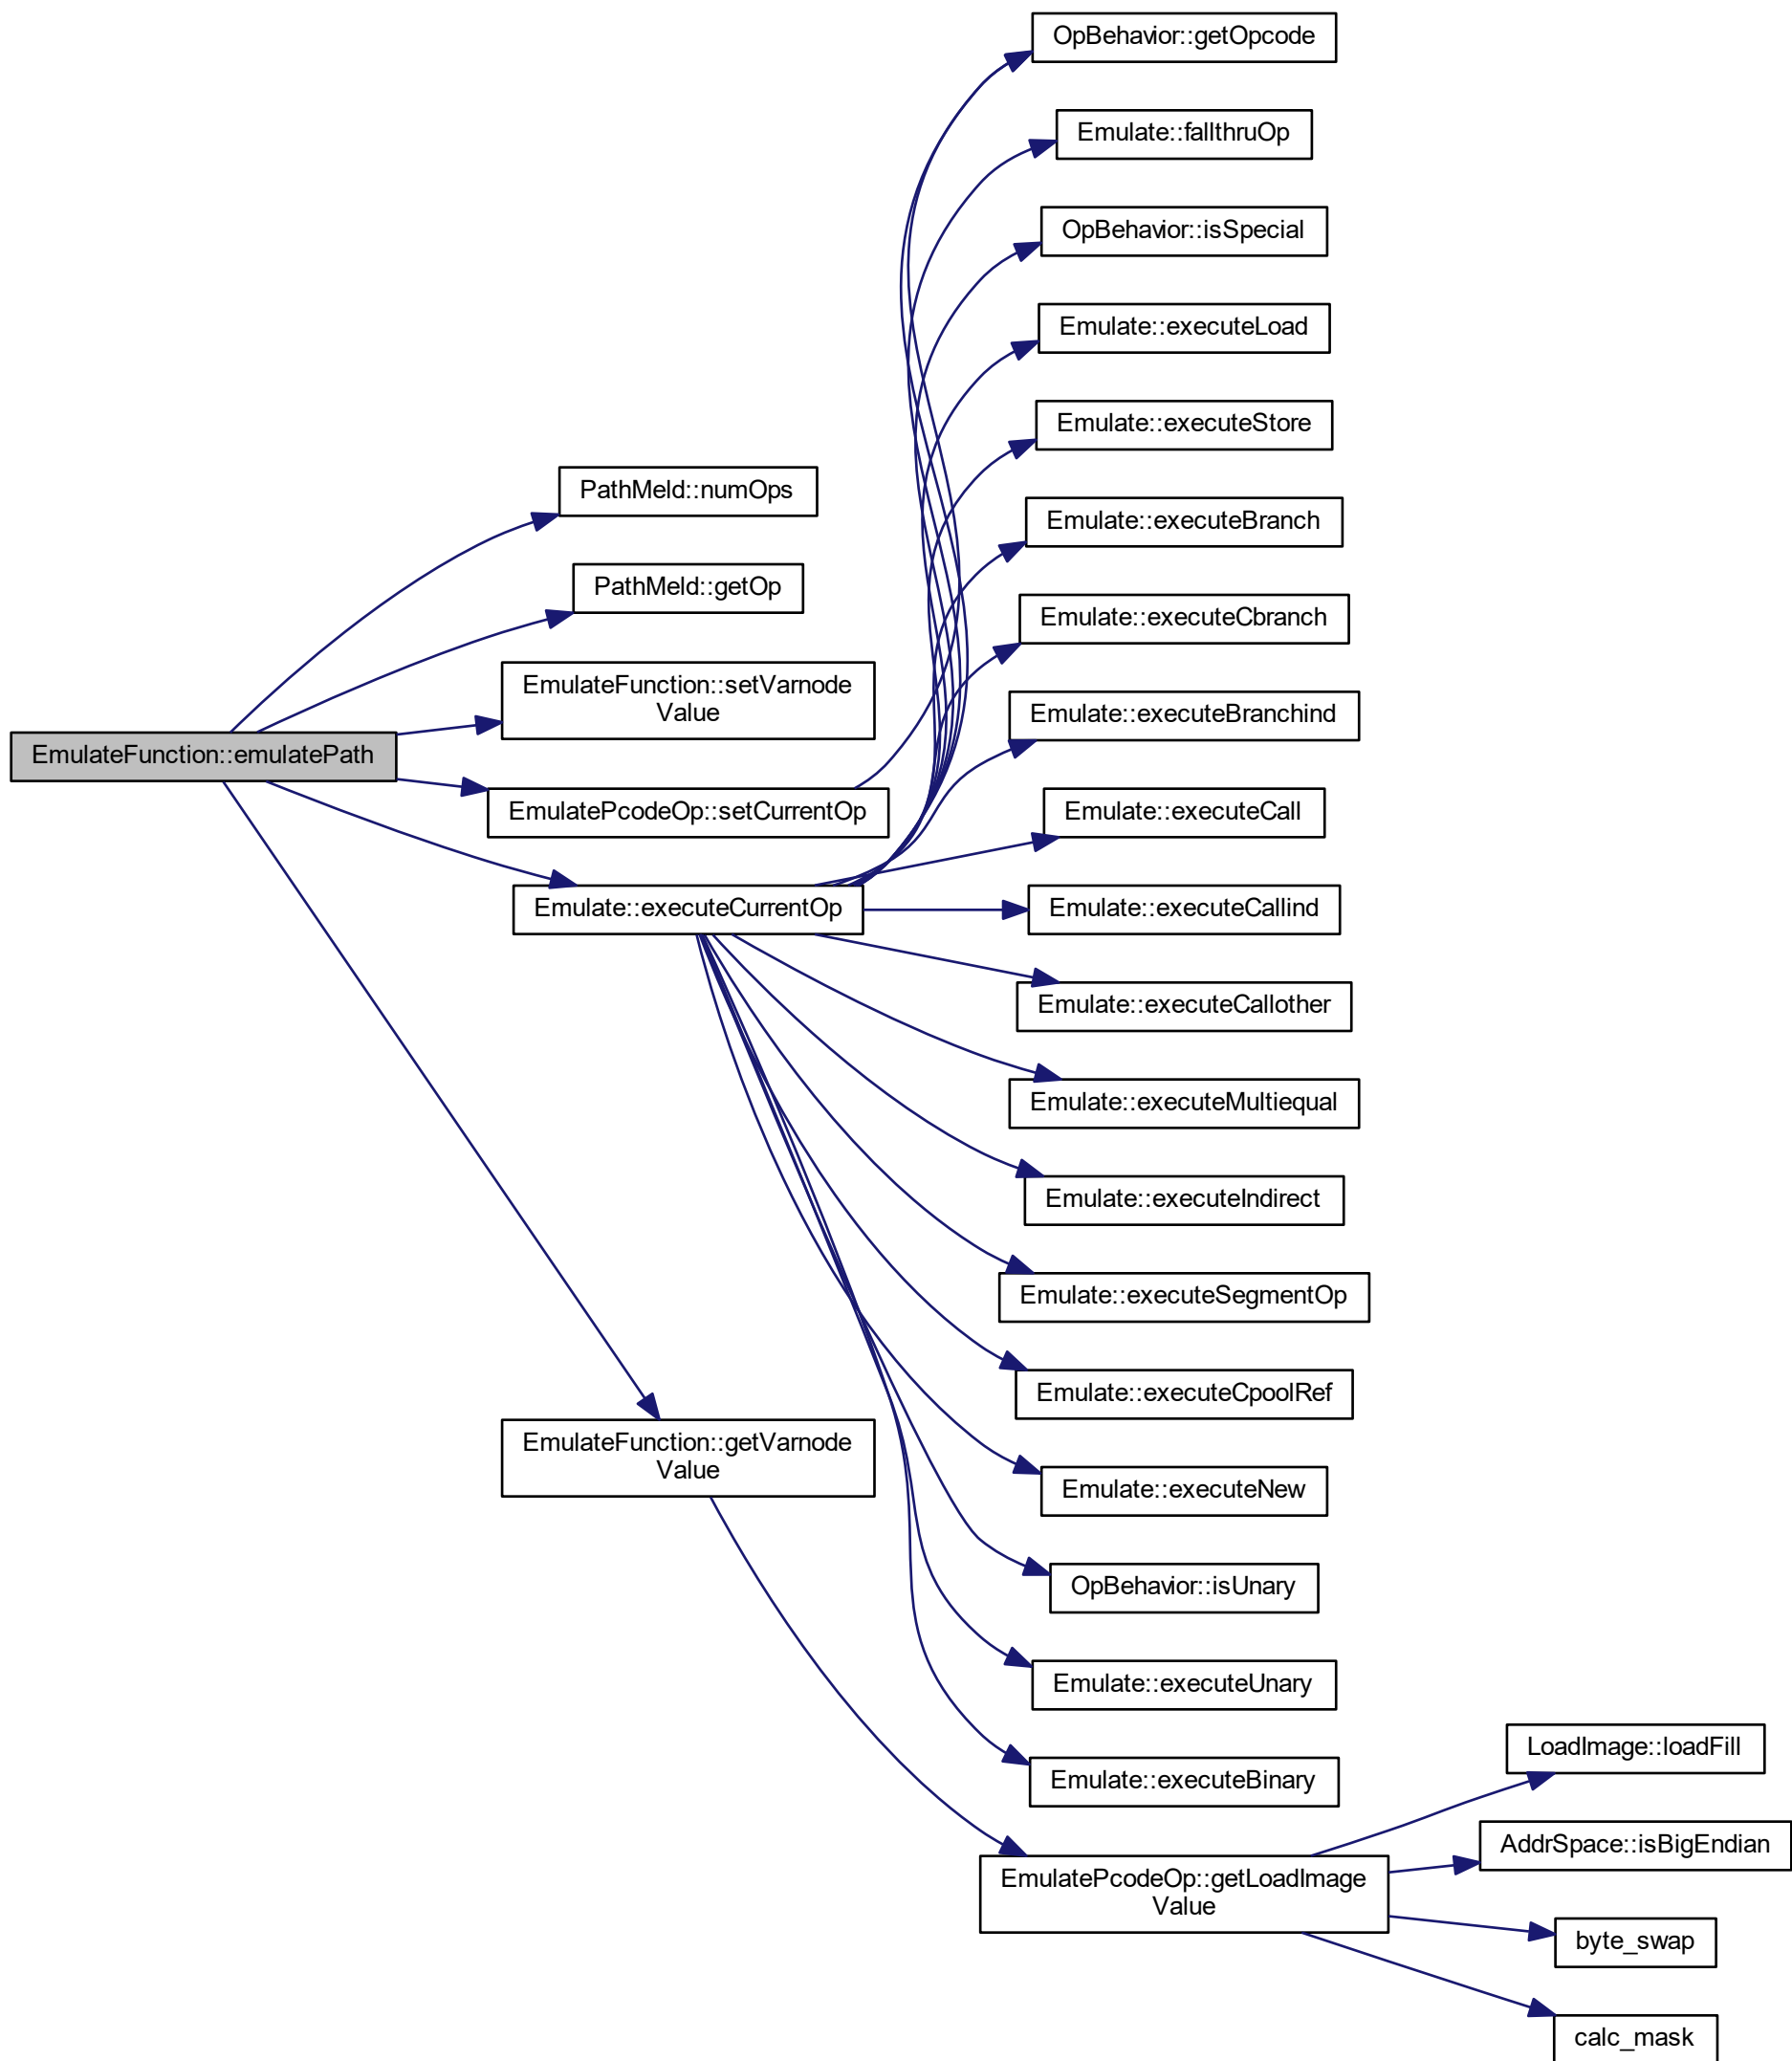 EmulateFunction::emulatePath
PathMeld::numOps
PathMeld::getOp
EmulateFunction::setVarnode
Value
EmulatePcodeOp::setCurrentOp
Emulate::executeCurrentOp
EmulateFunction::getVarnode
Value
OpBehavior::getOpcode
Emulate::fallthruOp
OpBehavior::isSpecial
Emulate::executeLoad
Emulate::executeStore
Emulate::executeBranch
Emulate::executeCbranch
Emulate::executeBranchind
Emulate::executeCall
Emulate::executeCallind
Emulate::executeCallother
Emulate::executeMultiequal
Emulate::executeIndirect
Emulate::executeSegmentOp
Emulate::executeCpoolRef
Emulate::executeNew
OpBehavior::isUnary
Emulate::executeUnary
Emulate::executeBinary
EmulatePcodeOp::getLoadImage
Value
LoadImage::loadFill
AddrSpace::isBigEndian
byte_swap
calc_mask